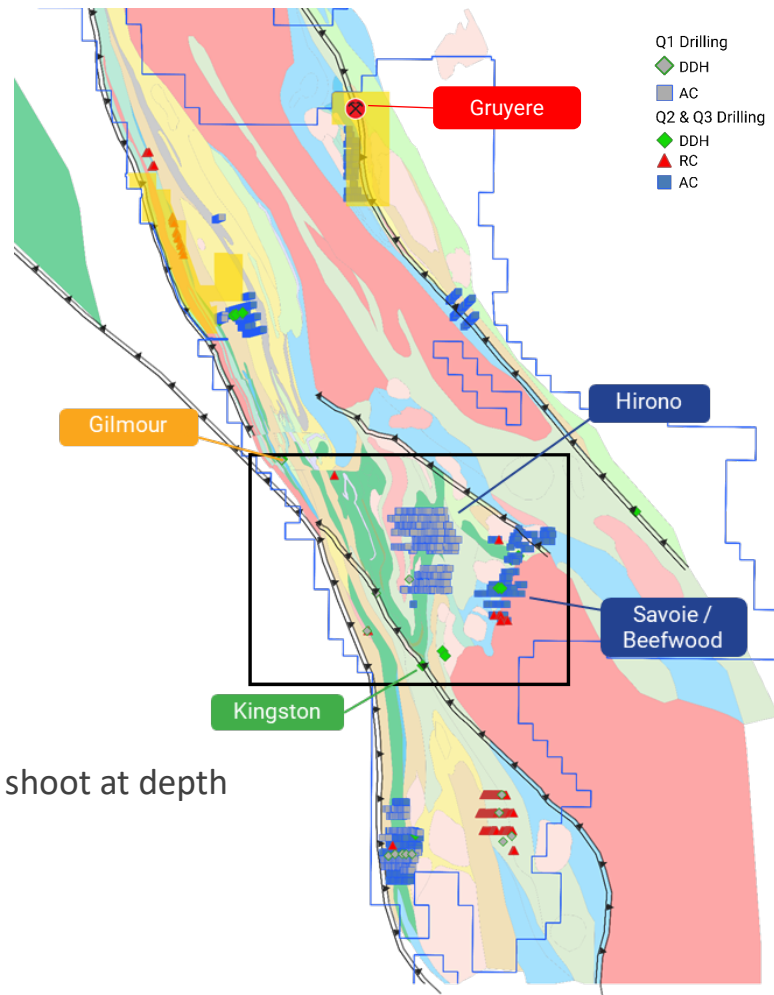 Q1 Drilling
DDH
AC
Q2 & Q3 Drilling
DDH
RC
AC
Gruyere
Hirono
Gilmour
Savoie /
Beefwood
Kingston
shoot at depth